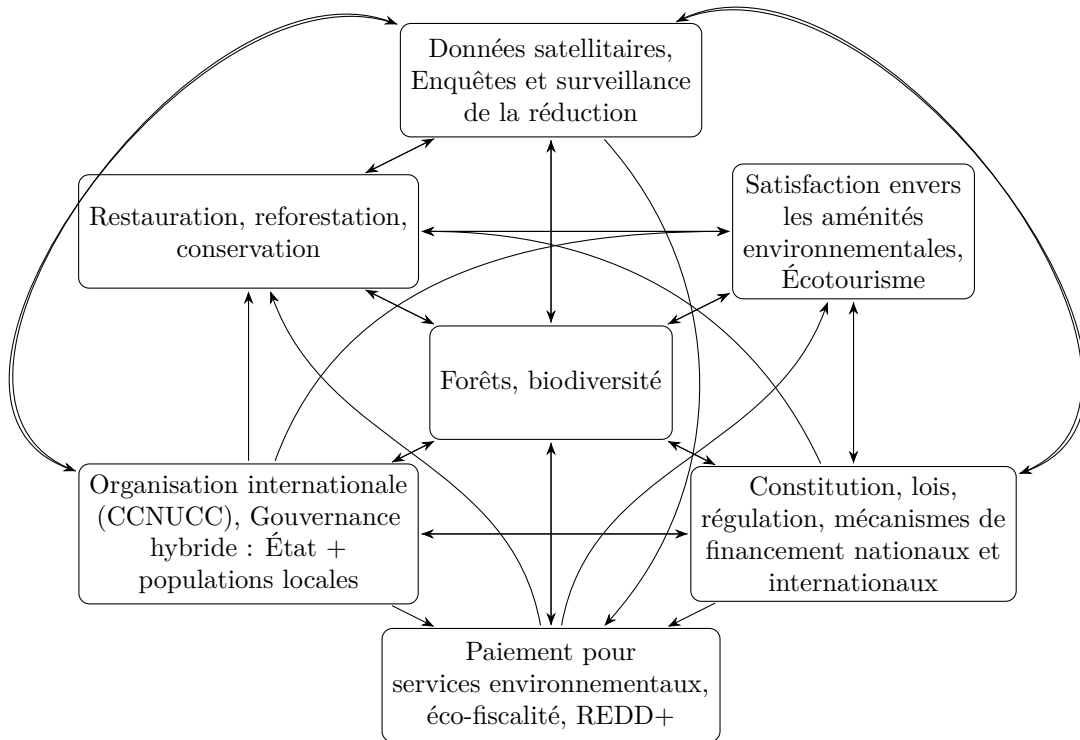 Données satellitaires,
Enquêtes et surveillance
de la réduction
Restauration, reforestation,
conservation
Satisfaction envers
les aménités
environnementales,
Écotourisme
Forêts, biodiversité
Organisation internationale
(CCNUCC), Gouvernance
hybride : État +
populations locales
Constitution, lois,
régulation, mécanismes de
financement nationaux et
internationaux
Paiement pour
services environnementaux,
éco-fiscalité, REDD+